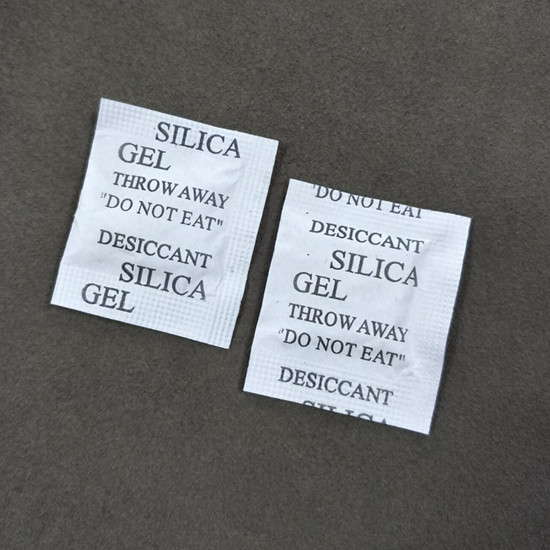 SILICA
GEL
THROW AWAY
"DO NOT EAT"
DESICCANT
SILICA
GEL
"DO NOT EAT
DESICCANT
SILICA
GEL
THROW AWAY
"DO NOT EAT"
DESICCANT
SILICA